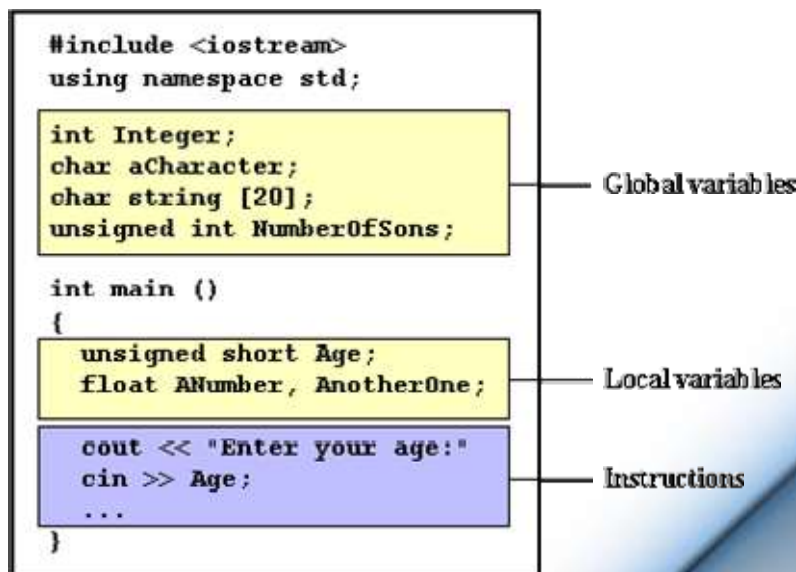 #include <iostream>
using namespace std;
int Integer;
char aCharacter;
char string [20];
unsigned int NumberOfSons;
Global variables
int main ()
{
unsigned short Age;
float ANumber, AnotherOne;
Local variables
cout << "Enter your age:"
cin >> Age;
...
Instructions
}